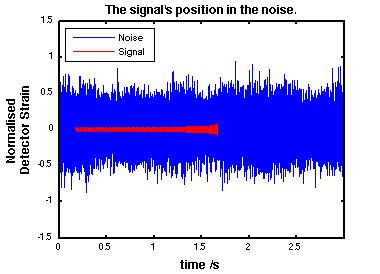 The signal's position in the noise.
Noise
Signal
Normalised
Detector Strain
1.5
1
0.5
0
-0.5
-1
-1.5
0 0.5 1 1.5 2 2.5
time /s